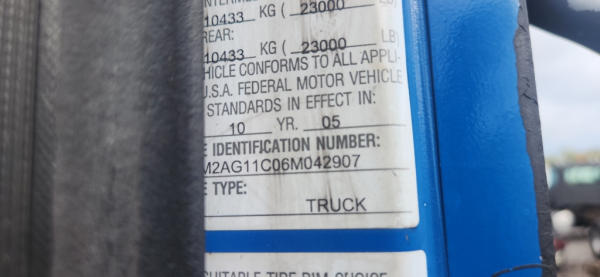 10433 KG ( 23000 LB)
REAR:
10433 KG ( 23000 LB)
HICLE CONFORMS TO ALL APPLI-
U.S.A. FEDERAL MOTOR VEHICLE
STANDARDS IN EFFECT IN:
10 YR. 05
E IDENTIFICATION NUMBER:
M2AG11C06M042907
E TYPE:
TRUCK